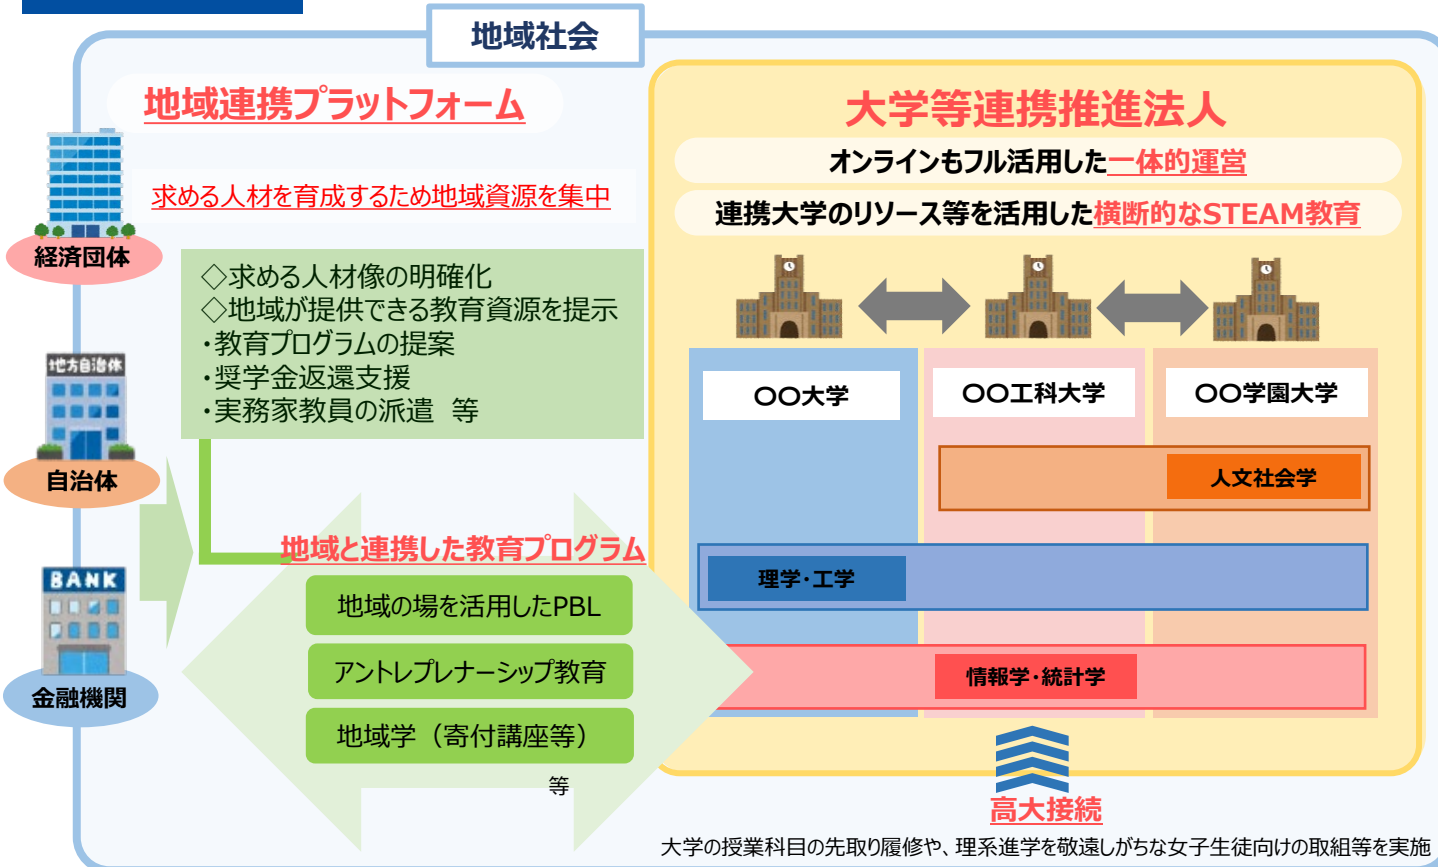 地域社会
地域連携プラットフォーム
求める人材を育成するため地域資源を集中
経済団体
◇求める人材像の明確化
◇地域が提供できる教育資源を提示
・教育プログラムの提案
・奨学金返還支援
・実務家教員の派遣 等
地方自治体
自治体
BANK
金融機関
地域と連携した教育プログラム
地域の場を活用したPBL
アントレプレナーシップ教育
地域学（寄付講座等）
等
大学等連携推進法人
オンラインもフル活用した一体的運営
連携大学のリソース等を活用した横断的なSTEAM教育
〇〇大学
〇〇工科大学
〇〇学園大学
人文社会学
理学・工学
情報学・統計学
高大接続
大学の授業科目の先取り履修や、理系進学を敬遠しがちな女子生徒向けの取組等を実施